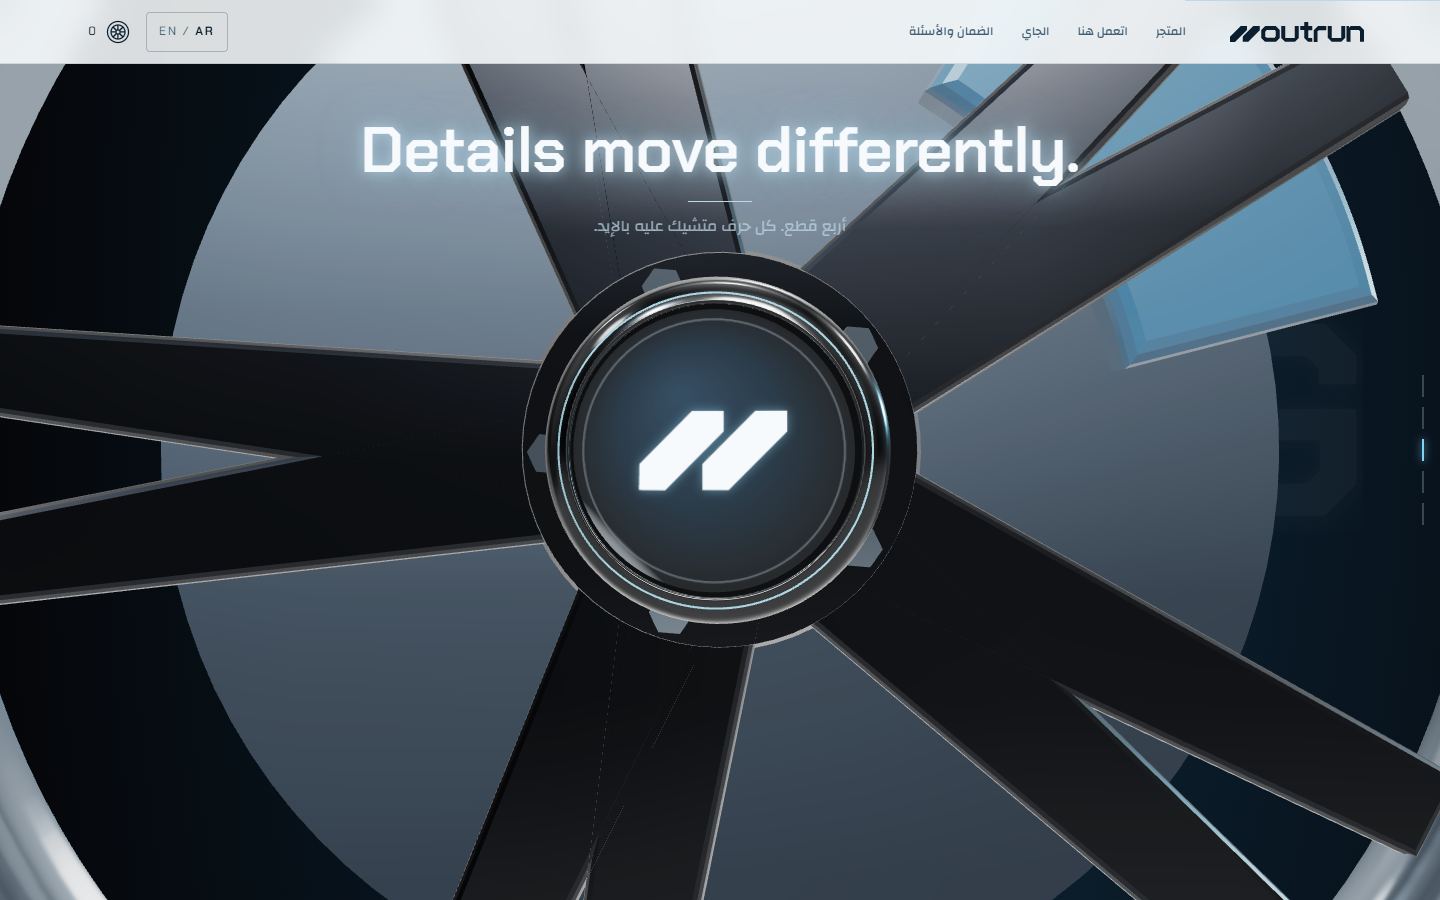 outrun
المتجر
اتعمل هنا
الجاي
الضمان والأسئلة
EN / AR
0
Details move differently.
أربع قطع. كل حرف متشيك عليه بالإيد.